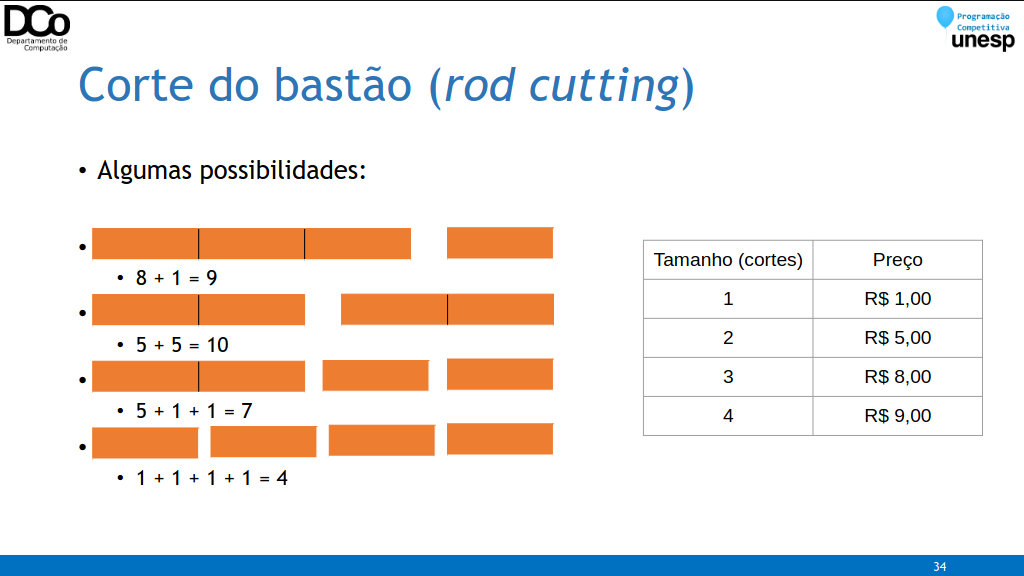 DCo
Departamento de
Computação
Programação
Competitiva
unesp
Corte do bastão (rod cutting)
• Algumas possibilidades:
•
• 8 + 1 = 9
•
• 5 + 5 = 10
•
• 5 + 1 + 1 = 7
•
• 1 + 1 + 1 + 1 = 4
Tamanho (cortes) Preço
1 R$ 1,00
2 R$ 5,00
3 R$ 8,00
4 R$ 9,00
34